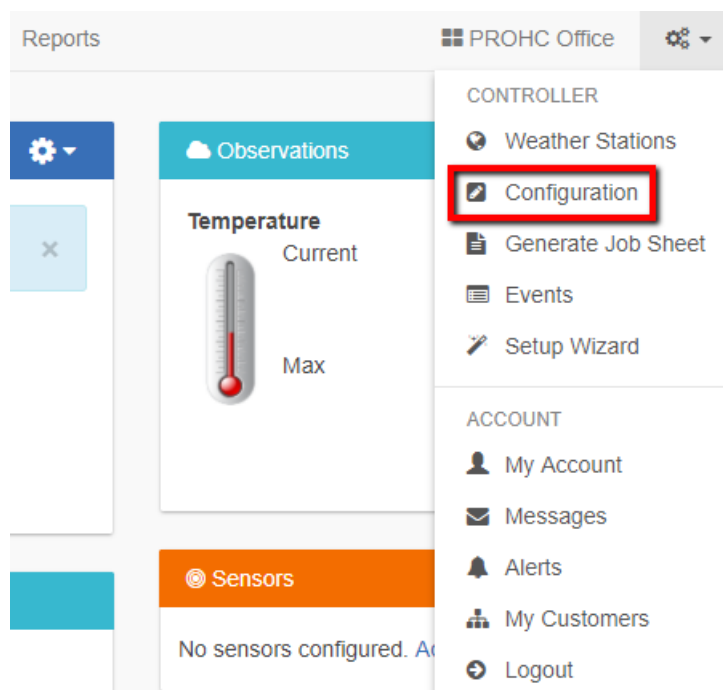 Reports
PROHC Office
CONTROLLER
Weather Stations
Configuration
Generate Job Sheet
Events
Setup Wizard
ACCOUNT
My Account
Messages
Alerts
My Customers
Logout
Observations
Temperature
Current
Max
Sensors
No sensors configured.